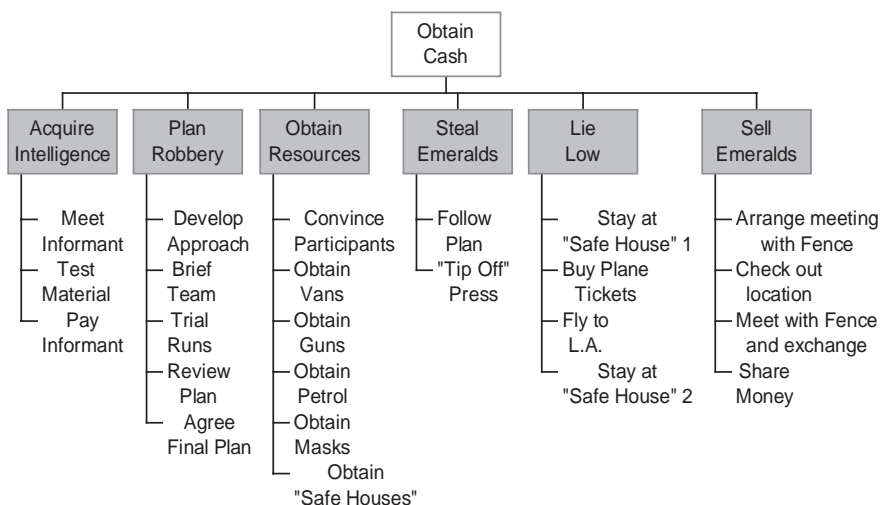 Obtain
Cash
Acquire
Intelligence
Plan
Robbery
Obtain
Resources
Steal
Emeralds
Lie
Low
Sell
Emeralds
Meet
Informant
Test
Material
Pay
Informant
Develop
Approach
Brief
Team
Trial
Runs
Review
Plan
Agree
Final Plan
Convince
Participants
Obtain
Vans
Obtain
Guns
Obtain
Petrol
Obtain
Masks
Obtain
"Safe Houses"
Follow
Plan
"Tip Off"
Press
Stay at
"Safe House" 1
Buy Plane
Tickets
Fly to
L.A.
Stay at
"Safe House" 2
Arrange meeting
with Fence
Check out
location
Meet with Fence
and exchange
Share
Money